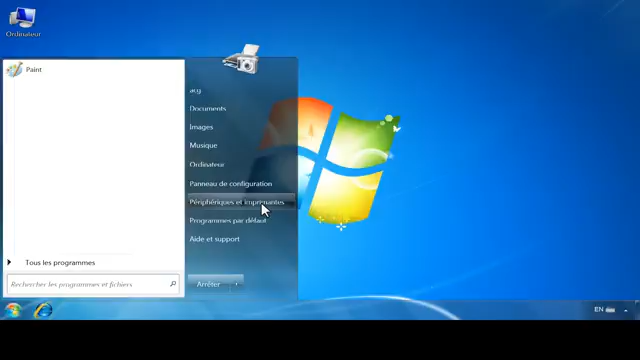 Ordinateur
Paint
acy
Documents
Images
Musique
Ordinateur
Panneau de configuration
Périphériques et imprimantes
Programmes par défaut
Aide et support
Tous les programmes
Rechercher les programmes et fichiers
Arrêter
EN